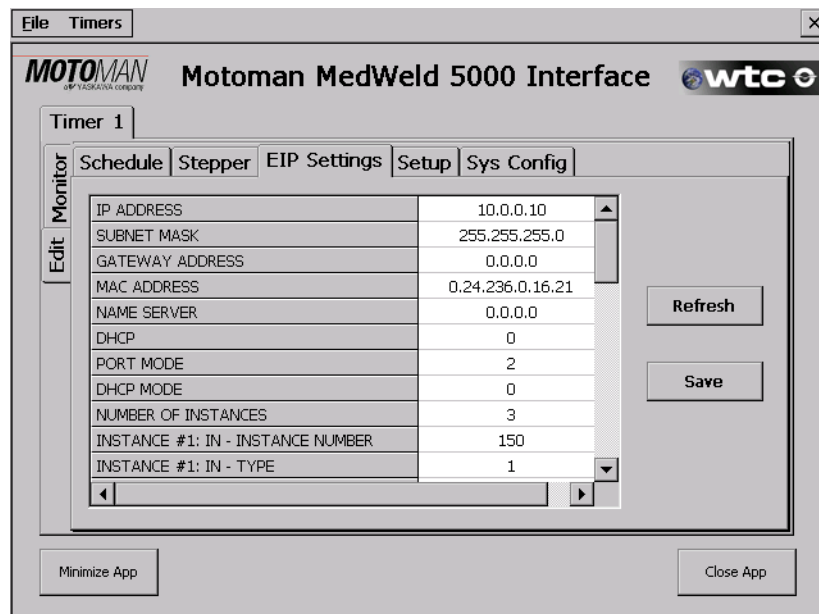 File Timers
MOTOMAN
a YASKAWA company
Motoman MedWeld 5000 Interface
wtc
Timer 1
Monitor
Edit
Schedule Stepper EIP Settings Setup Sys Config
IP ADDRESS 10.0.0.10
SUBNET MASK 255.255.255.0
GATEWAY ADDRESS 0.0.0.0
MAC ADDRESS 0.24.236.0.16.21
NAME SERVER 0.0.0.0
DHCP 0
PORT MODE 2
DHCP MODE 0
NUMBER OF INSTANCES 3
INSTANCE #1: IN - INSTANCE NUMBER 150
INSTANCE #1: IN - TYPE 1
Refresh
Save
Minimize App
Close App